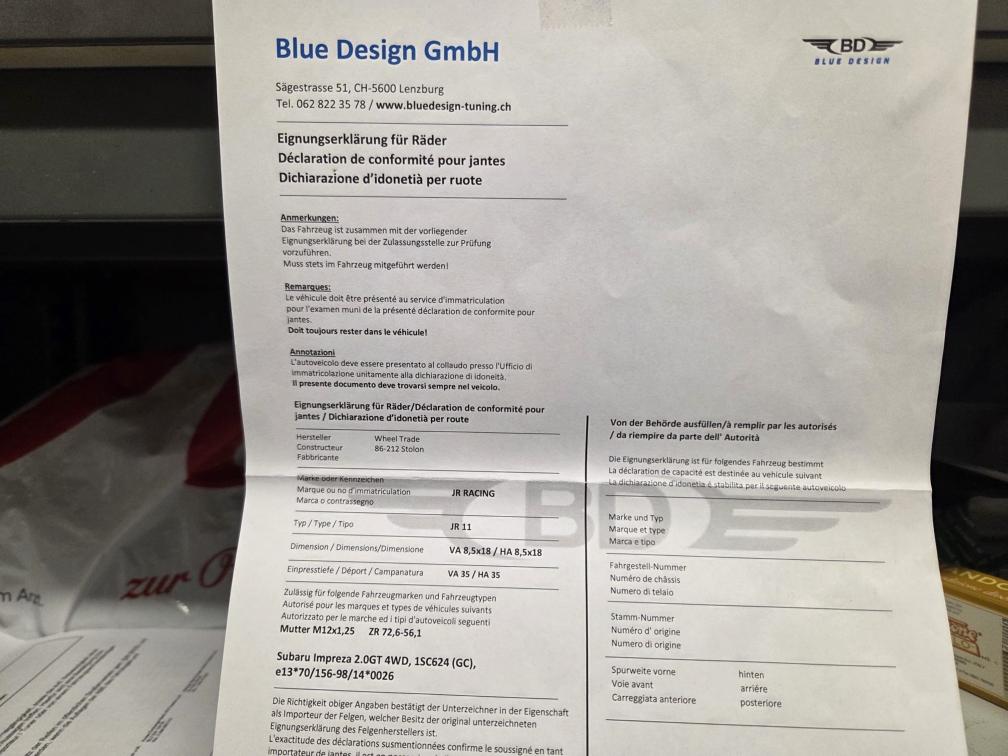 Blue Design GmbH
BD
BLUE DESIGN
Sägestrasse 51, CH-5600 Lenzburg
Tel. 062 822 35 78 / www.bluedesign-tuning.ch
Eignungserklärung für Räder
Déclaration de conformité pour jantes
Dichiarazione d'idonetià per ruote
Anmerkungen:
Das Fahrzeug ist zusammen mit der vorliegender
Eignungserklärung bei der Zulassungsstelle zur Prüfung
vorzuführen.
Muss stets im Fahrzeug mitgeführt werden!
Remarques:
Le véhicule doit être présenté au service d'immatriculation
pour l'examen muni de la présenté déclaration de conformite pour
jantes.
Doit toujours rester dans le véhicule!
Annotazioni
L'autoveicolo deve essere presentato al collaudo presso l'Ufficio di
immatricolazione unitamente alla dichiarazione di idoneità.
Il presente documento deve trovarsi sempre nel veicolo.
Eignungserklärung für Räder/Déclaration de conformité pour
jantes / Dichiarazione d'idonetià per route
Hersteller
Constructeur
Fabbricante
Wheel Trade
86-212 Stolon
Marke oder Kennzeichen
Marque ou no d'immatriculation
Marca o contrassegno
JR RACING
Typ / Type / Tipo
JR 11
Dimension / Dimensions/Dimensione
VA 8,5x18 / HA 8,5x18
Einpresstiefe / Déport / Campanatura
VA 35 / HA 35
Zulässig für folgende Fahrzeugmarken und Fahrzeugtypen
Autorisé pour les marques et types de véhicules suivants
Autorizzato per le marche ed i tipi d'autoveicoli seguenti
Mutter M12x1,25 ZR 72,6-56,1
Subaru Impreza 2.0GT 4WD, 1SC624 (GC),
e13*70/156-98/14*0026
Die Richtigkeit obiger Angaben bestätigt der Unterzeichner in der Eigenschaft
als Importeur der Felgen, welcher Besitz der original unterzeichneten
Eignungserklärung des Felgenherstellers ist.
L'exactitude des déclarations susmentionnées confirme le soussigné en tant
importateur de jantes,
Von der Behörde ausfüllen/à remplir par les autorisés
/ da riempire da parte dell' Autorità
Die Eignungserklärung ist für folgendes Fahrzeug bestimmt
La déclaration de capacité est destinée au vehicule suivant
La dichiarazione d'idonetia è stabilita per il seguente autoveicolo
BD
Marke und Typ
Marque et type
Marca e tipo
Fahrgestell-Nummer
Numéro de châssis
Numero di telaio
Stamm-Nummer
Numéro d' origine
Numero di origine
Spurweite vorne hinten
Voie avant arriére
Carreggiata anteriore posteriore
zur